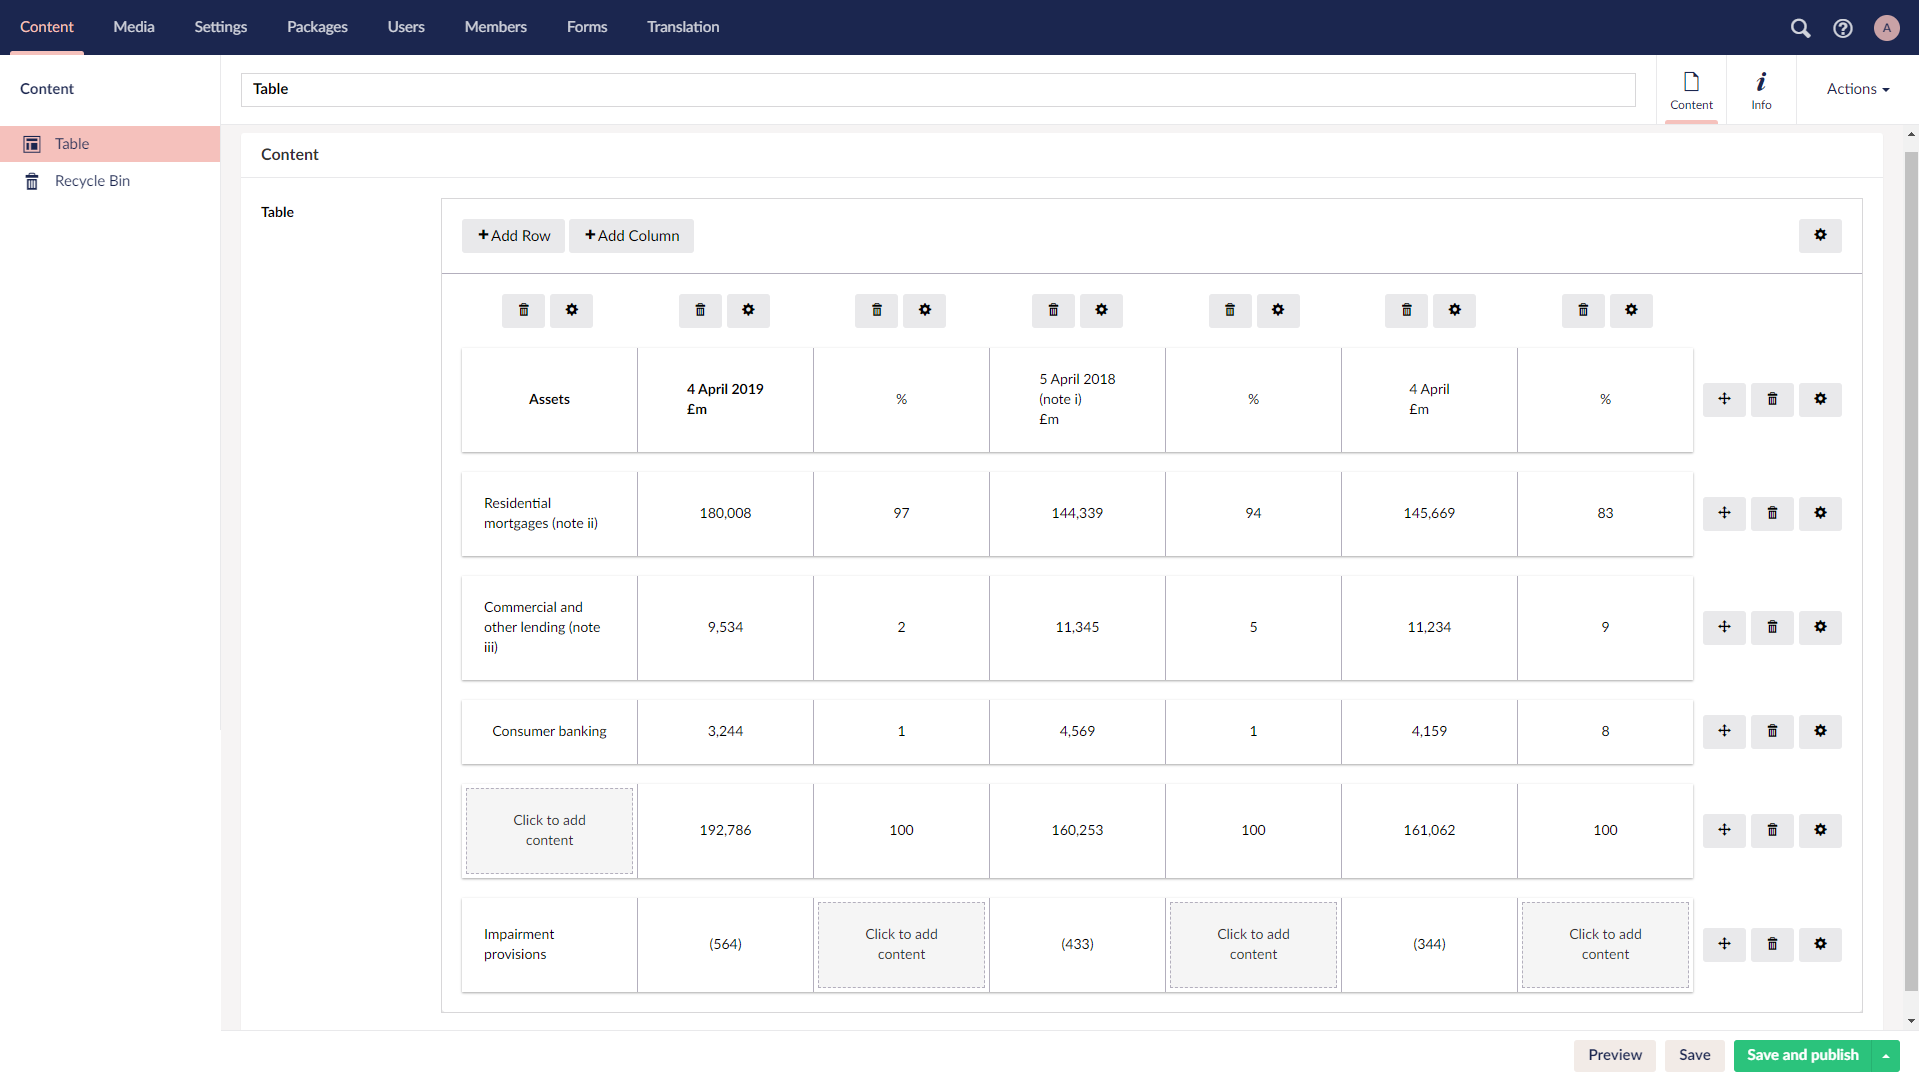 Content Media Settings Packages Users Members Forms Translation A
Content
Table
Content
Info
Actions
Table
Recycle Bin
Content
Table
+Add Row +Add Column
Assets
4 April 2019
£m
%
5 April 2018
(note i)
£m
%
4 April
£m
%
Residential
mortgages (note ii)
180,008 97 144,339 94 145,669 83
Commercial and
other lending (note
iii)
9,534 2 11,345 5 11,234 9
Consumer banking 3,244 1 4,569 1 4,159 8
Click to add
content
192,786 100 160,253 100 161,062 100
Impairment
provisions
(564)
Click to add
content
(433)
Click to add
content
(344)
Click to add
content
Preview Save Save and publish